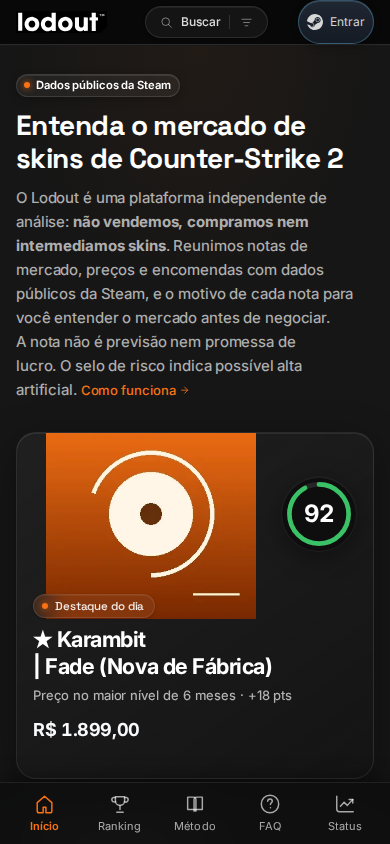 lodout™
Buscar
Entrar
Dados públicos da Steam
Entenda o mercado de
skins de Counter-Strike 2
O Lodout é uma plataforma independente de
análise: não vendemos, compramos nem
intermediamos skins. Reunimos notas de
mercado, preços e encomendas com dados
públicos da Steam, e o motivo de cada nota para
você entender o mercado antes de negociar.
A nota não é previsão nem promessa de
lucro. O selo de risco indica possível alta
artificial. Como funciona →
92
Destaque do dia
★ Karambit
| Fade (Nova de Fábrica)
Preço no maior nível de 6 meses · +18 pts
R$ 1.899,00
Início
Ranking
Método
FAQ
Status